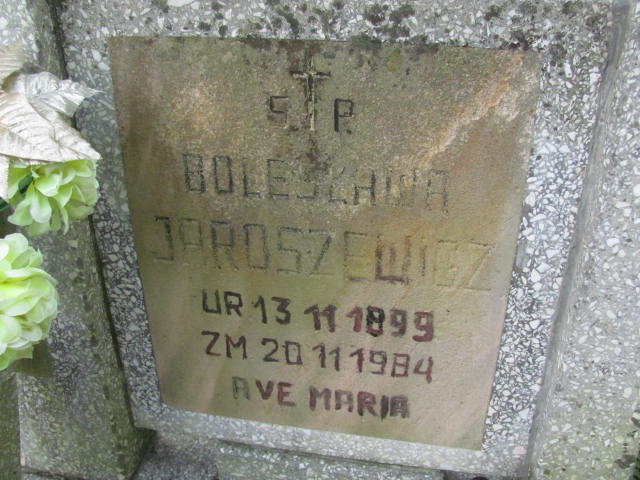 S. P.
BOLESŁAWA
JAROSZEWICZ
UR 13 11 1899
ZM 20 11 1984
AVE MARIA